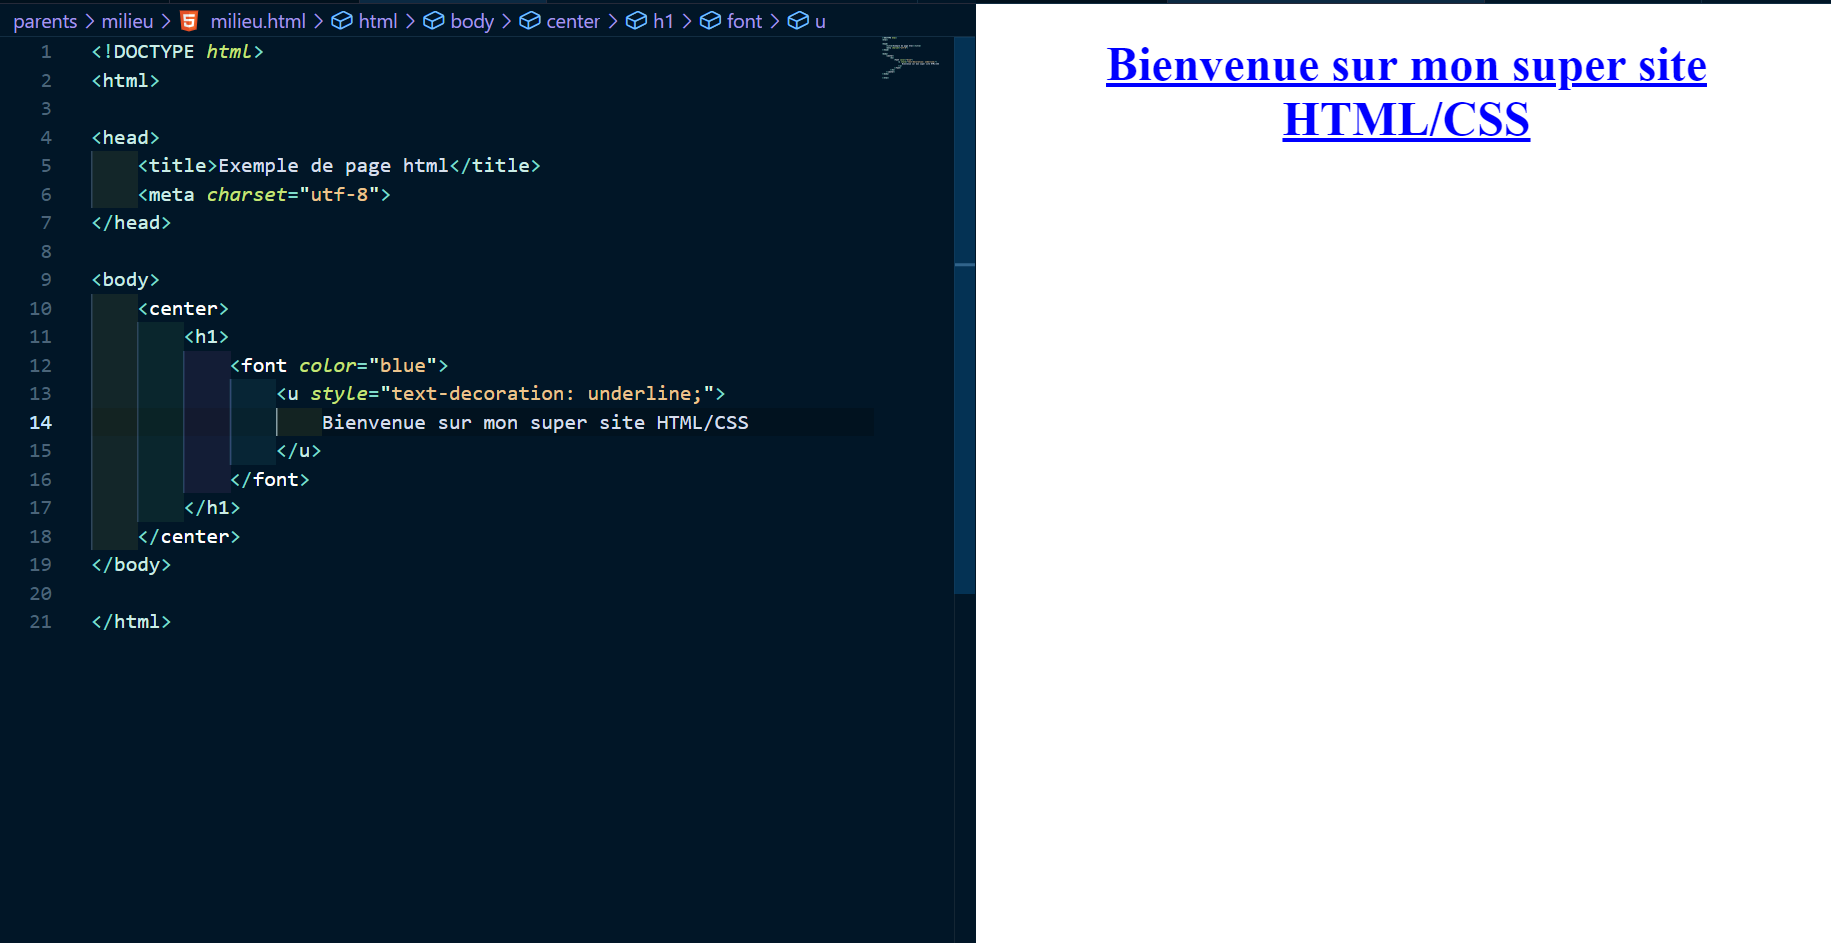 parents > milieu > milieu.html > html > body > center > h1 > font > u
1 <!DOCTYPE html>
2 <html>
3
4 <head>
5 <title>Exemple de page html</title>
6 <meta charset="utf-8">
7 </head>
8
9 <body>
10 <center>
11 <h1>
12 <font color="blue">
13 <u style="text-decoration: underline;">
14 Bienvenue sur mon super site HTML/CSS
15 </u>
16 </font>
17 </h1>
18 </center>
19 </body>
20
21 </html>
Bienvenue sur mon super site
HTML/CSS